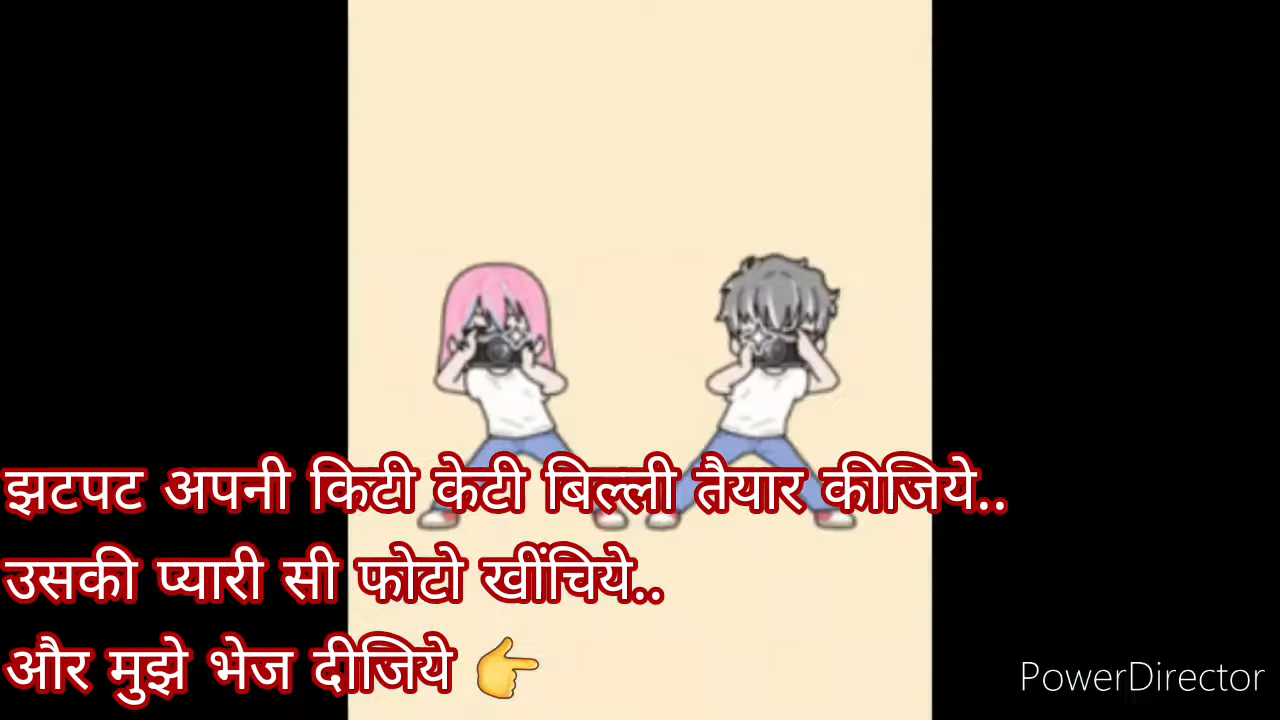 झटपट अपनी किटी केटी बिल्ली तैयार कीजिये..
उसकी प्यारी सी फोटो खींचिये..
और मुझे भेज दीजिये 👉
PowerDirector